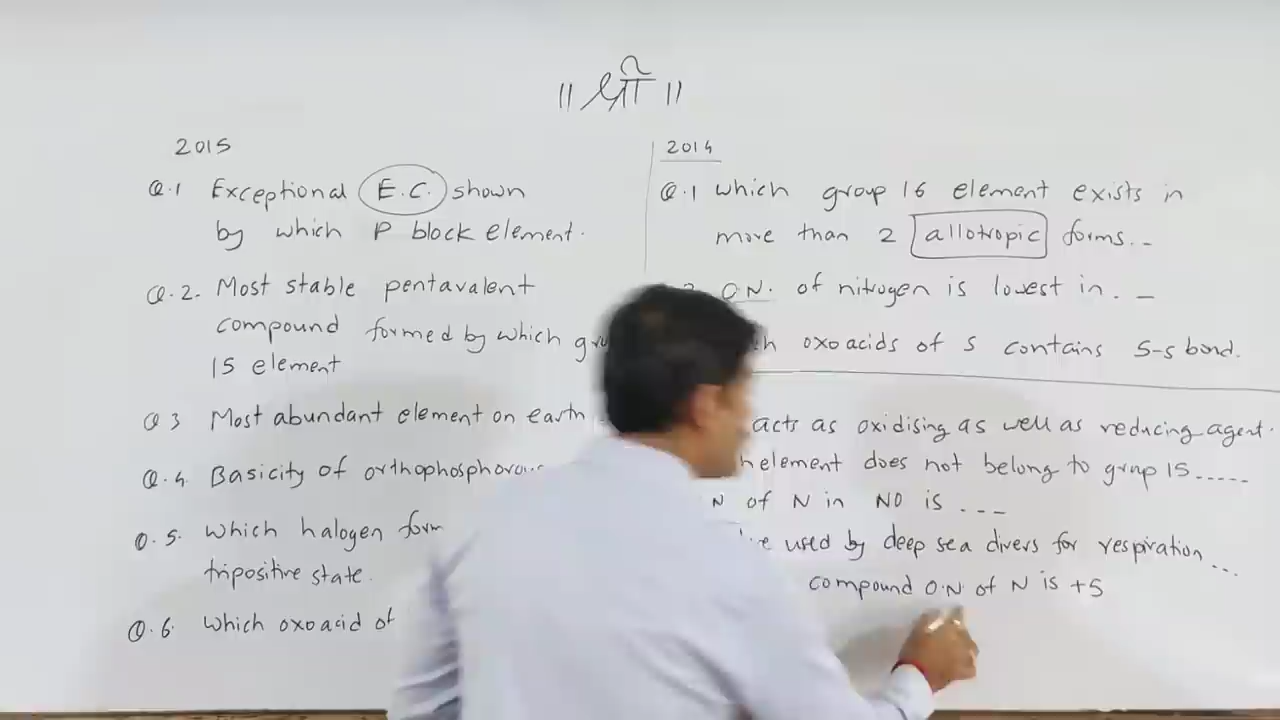 || श्री ||
2015
Q.1 Exceptional E.C. shown
by which P block element.
Q.2. Most stable pentavalent
compound formed by which
15 element
Q 3 Most abundant element on earth
Q.4. Basicity of
Q.5. Which halogen
tripositive state.
Q.6. Which oxoacid of
2014
Q.1 which group 16 element exists in
more than 2 allotropic forms..
O.N. of nitrogen is lowest in. _
oxoacids of S contains S-S bond.
acts as oxidising as well as reducing agent.
element does not belong to grup 15.....
N of N in NO is ...
used by deep sea divers for respiration...
compound O.N of N is +5